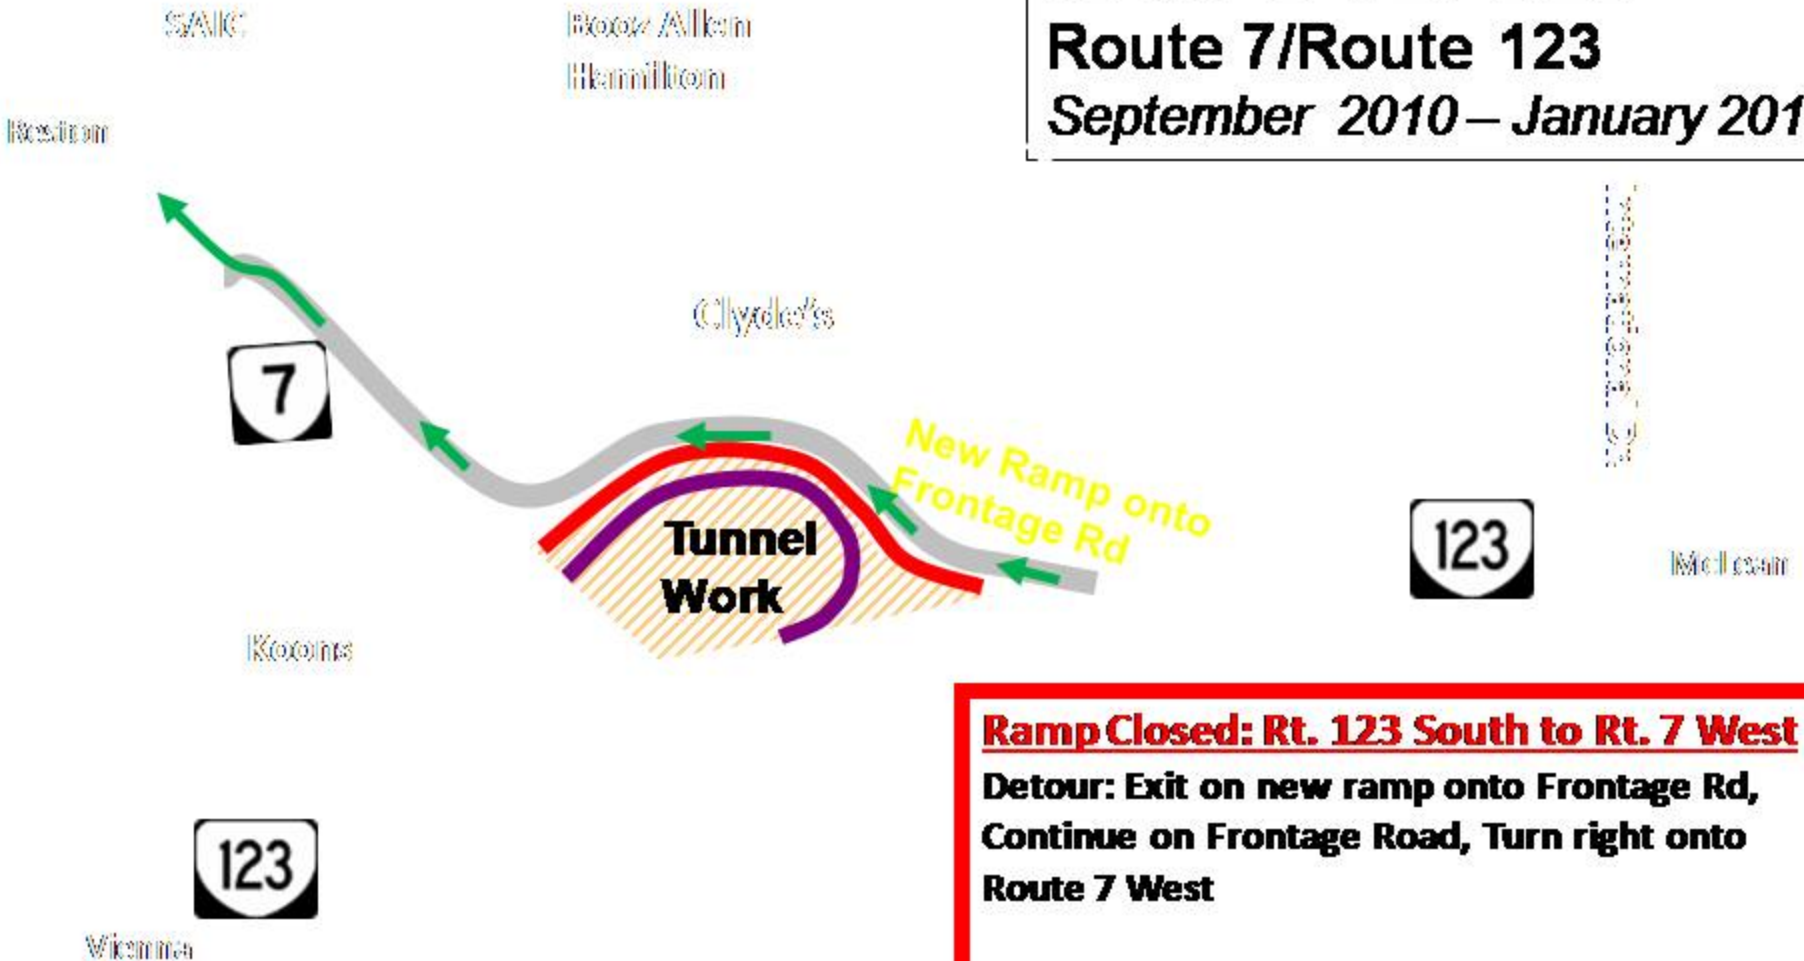 SAIC
Booz Allen
Hamilton
Route 7/Route 123
September 2010 – January 201
Reston
Clyde's
7
New Ramp onto
Frontage Rd
Tunnel
Work
123
McLean
Koons
Ramp Closed: Rt. 123 South to Rt. 7 West
Detour: Exit on new ramp onto Frontage Rd,
Continue on Frontage Road, Turn right onto
Route 7 West
123
Vienna